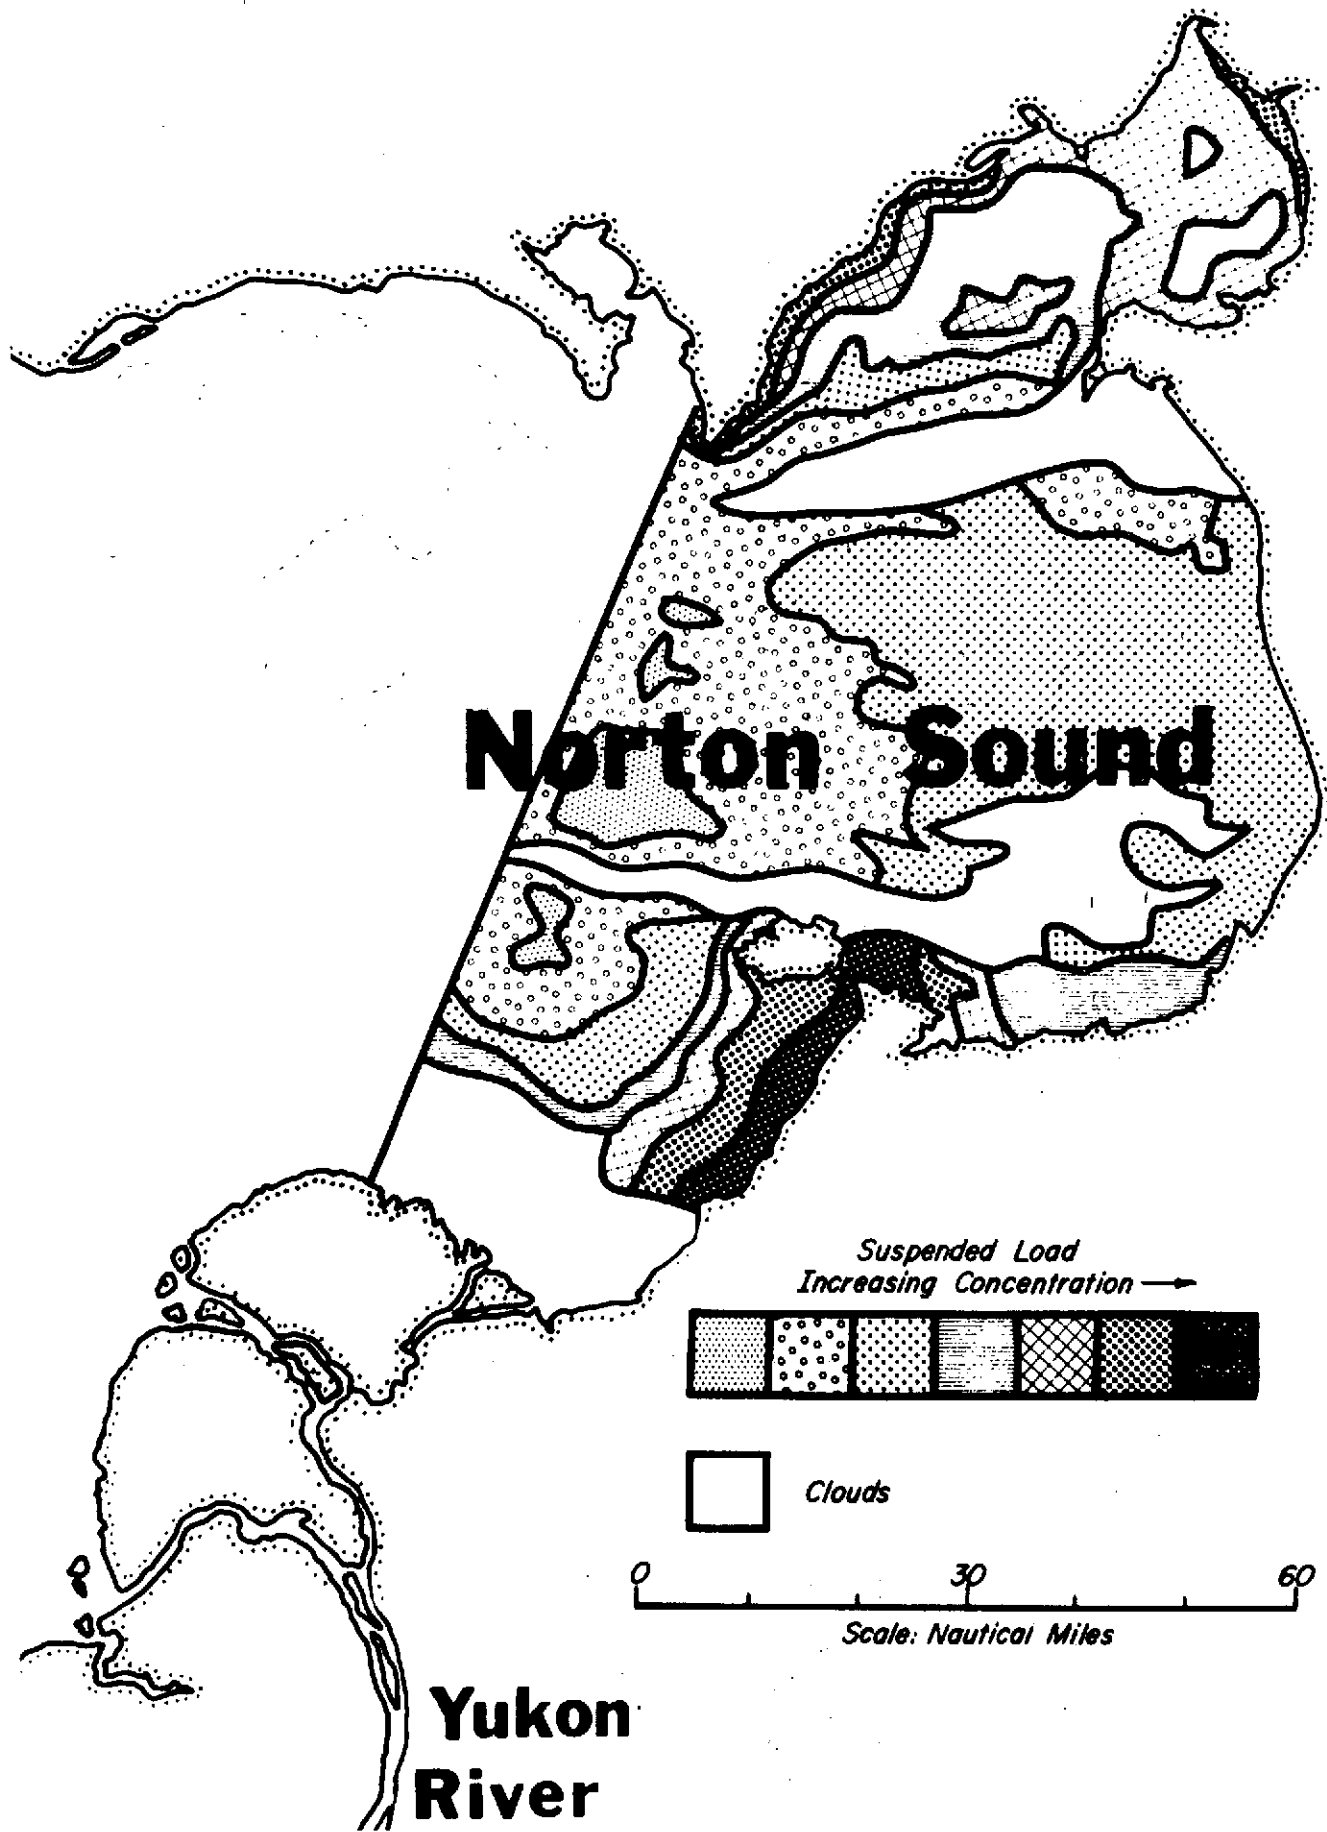 Norton Sound
Suspended Load
Increasing Concentration
Clouds
0 30 60
Scale: Nautical Miles
Yukon
River